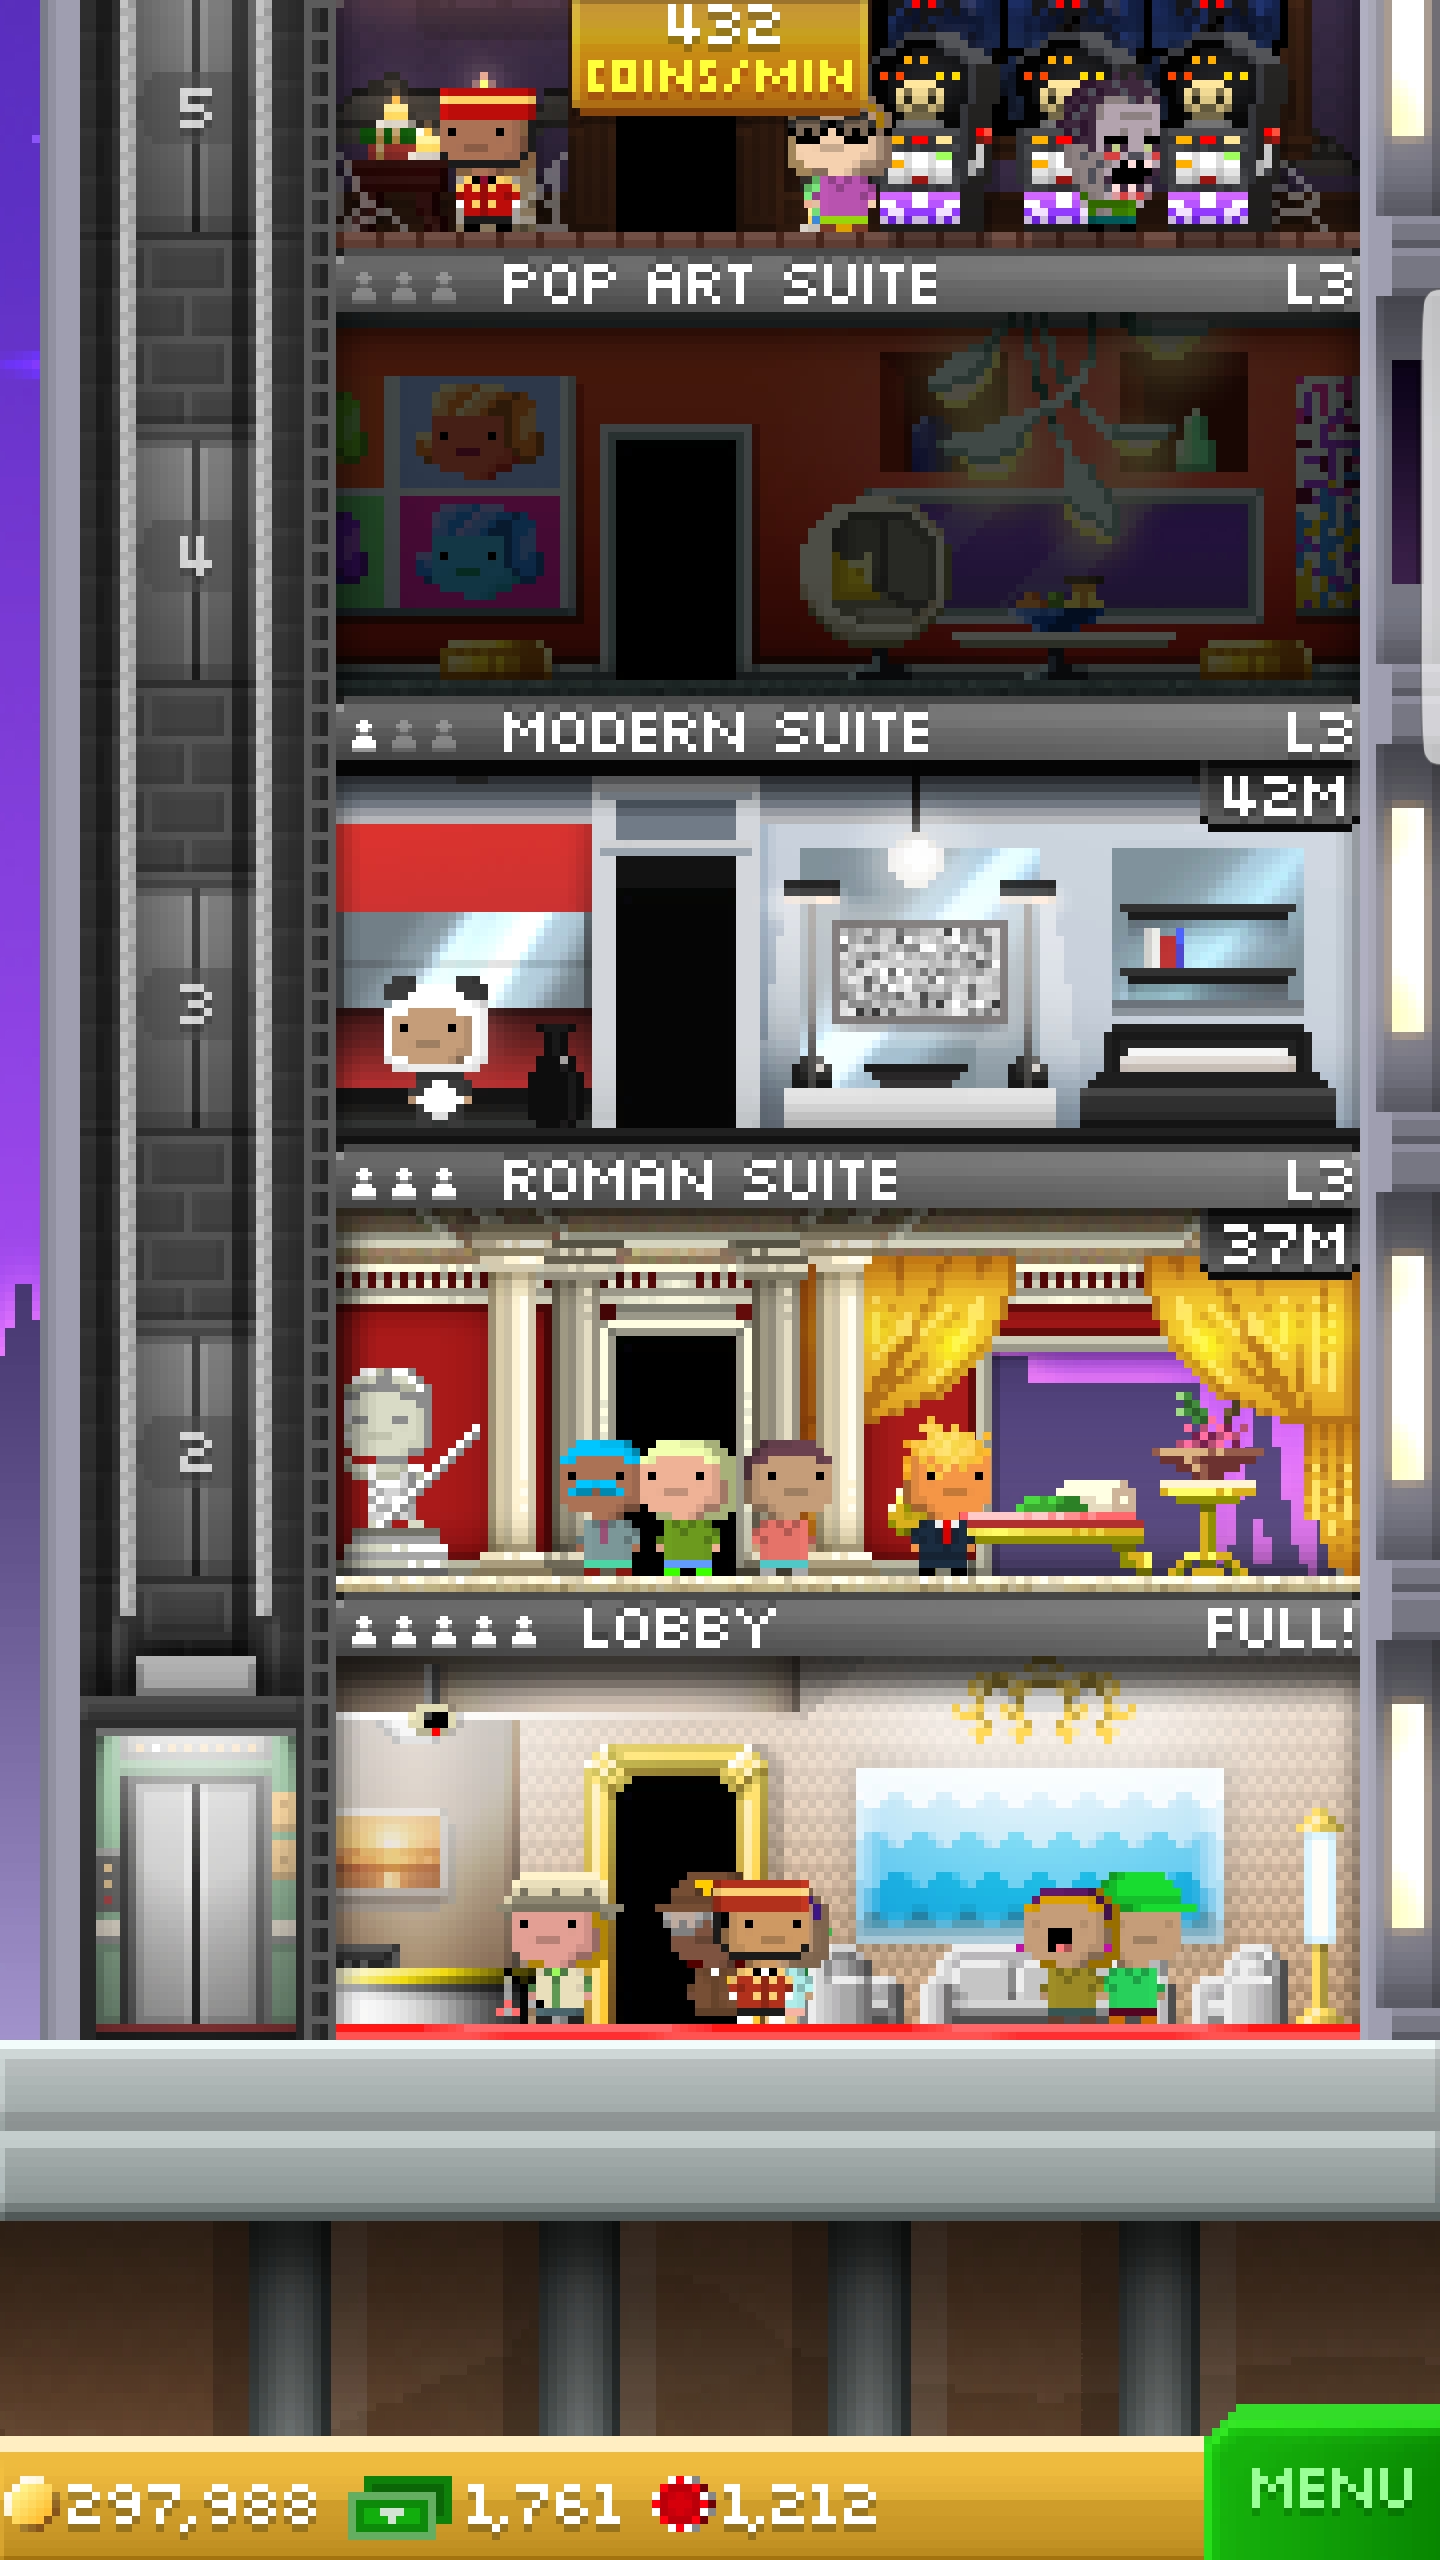 432
COINS/MIN
5
POP ART SUITE L3
4
MODERN SUITE L3
42M
3
ROMAN SUITE L3
37M
2
LOBBY FULL!
297,988 1,761 1,212 MENU